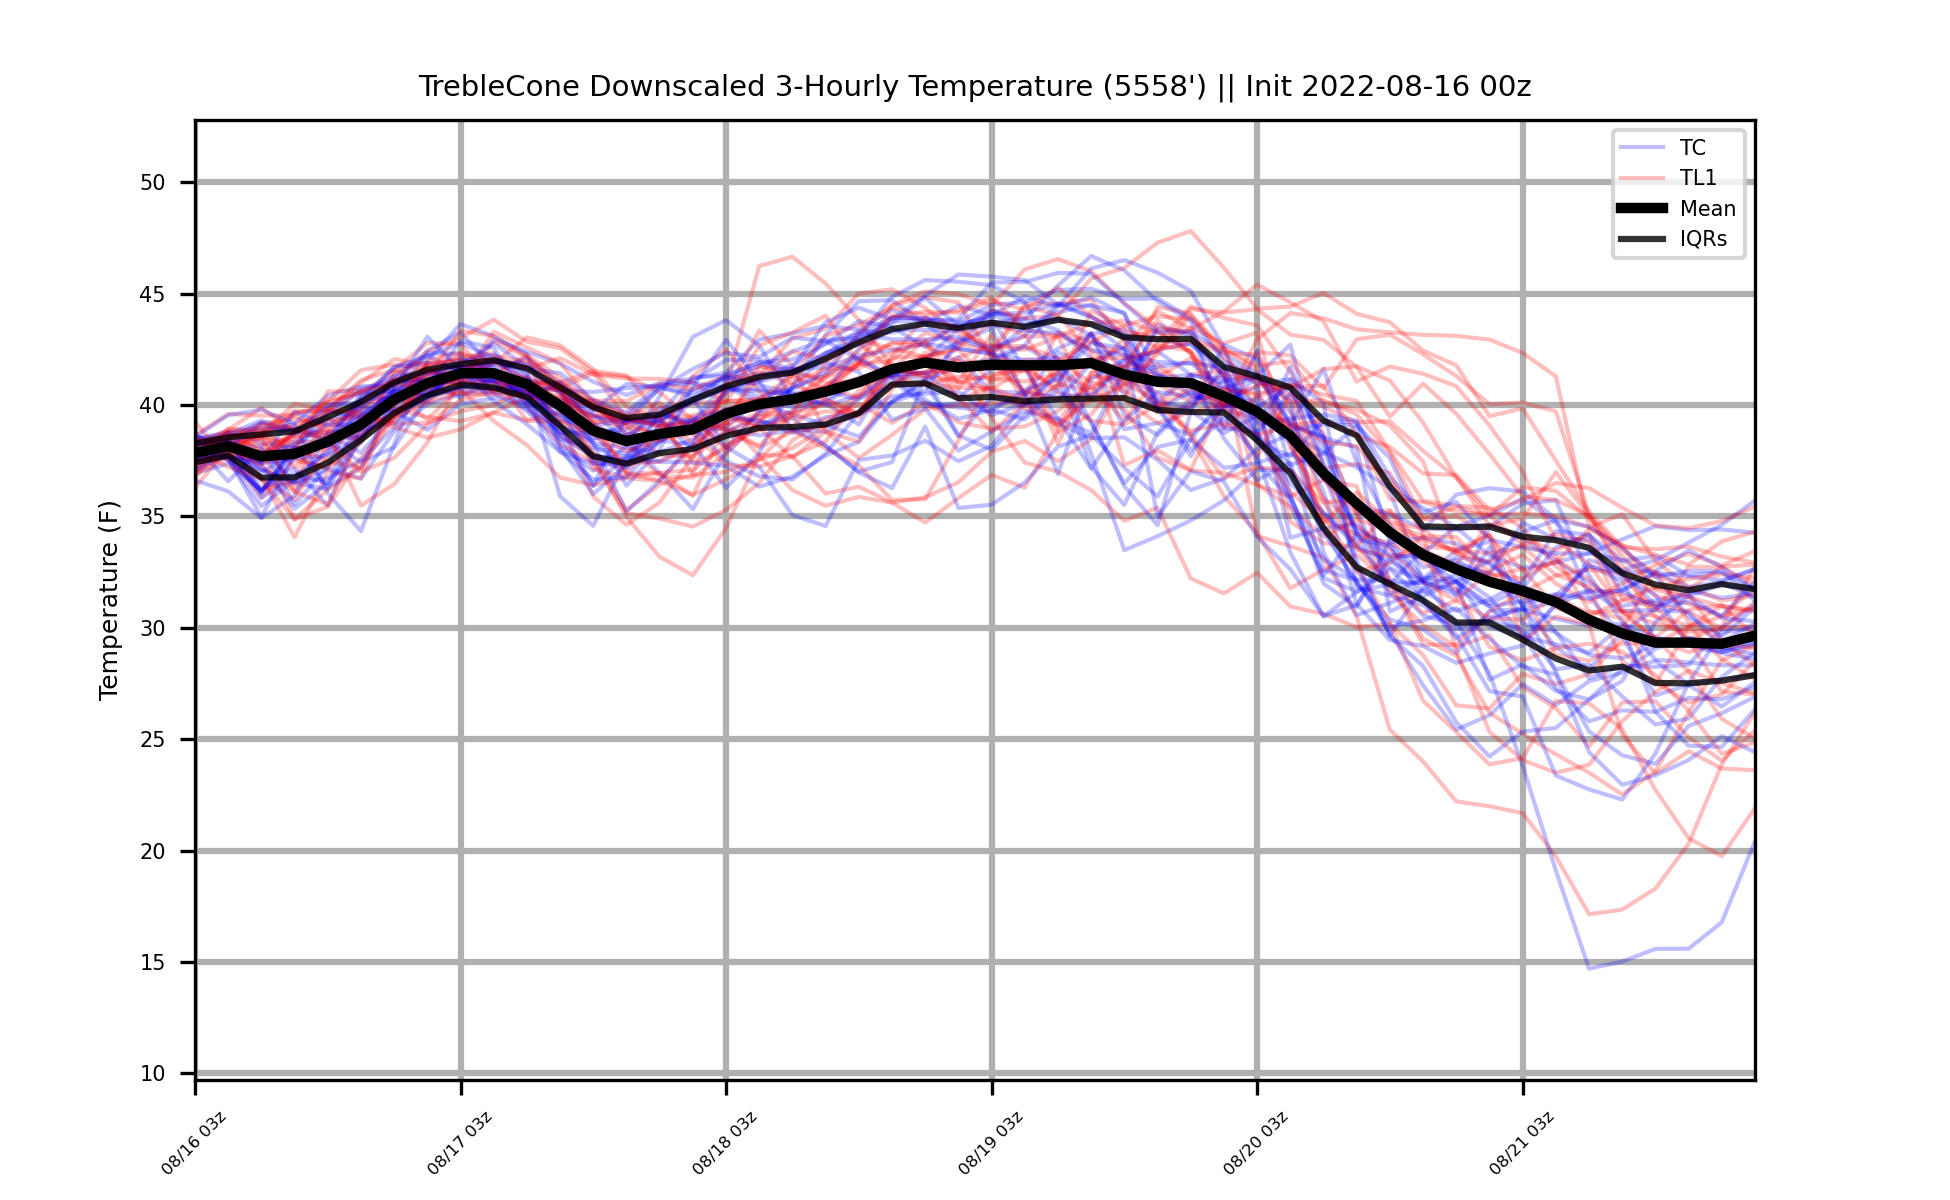 TrebleCone Downscaled 3-Hourly Temperature (5558') || Init 2022-08-16 00z
TC
TL1
Mean
IQRs
Temperature (F)
50
45
40
35
30
25
20
15
10
08/16 03z
08/17 03z
08/18 03z
08/19 03z
08/20 03z
08/21 03z